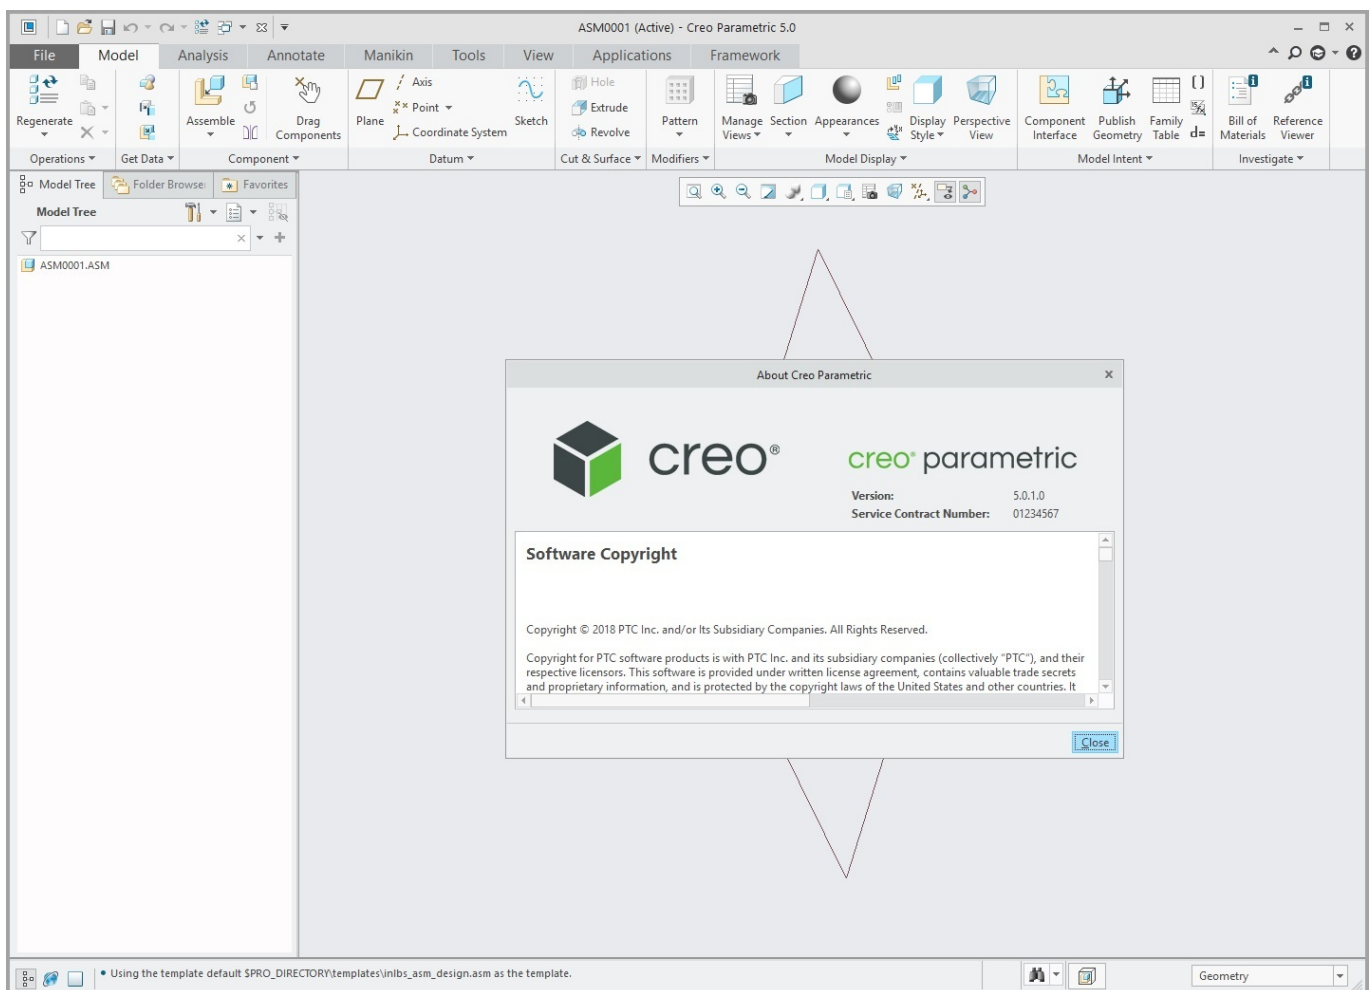 ASM0001 (Active) - Creo Parametric 5.0
File Model Analysis Annotate Manikin Tools View Applications Framework
Regenerate
Operations
Get Data
Assemble
Drag Components
Component
Plane
Axis
Point
Coordinate System
Sketch
Datum
Hole
Extrude
Revolve
Cut & Surface
Pattern
Modifiers
Manage Views
Section
Appearances
Display Style
Perspective View
Model Display
Component Interface
Publish Geometry
Family Table
d=
Model Intent
Bill of Materials
Reference Viewer
Investigate
Model Tree Folder Browse Favorites
Model Tree
ASM0001.ASM
About Creo Parametric
creo®
creo® parametric
Version: 5.0.1.0
Service Contract Number: 01234567
Software Copyright
Copyright © 2018 PTC Inc. and/or Its Subsidiary Companies. All Rights Reserved.
Copyright for PTC software products is with PTC Inc. and its subsidiary companies (collectively "PTC"), and their
respective licensors. This software is provided under written license agreement, contains valuable trade secrets
and proprietary information, and is protected by the copyright laws of the United States and other countries. It
Close
• Using the template default $PRO_DIRECTORY\templates\inlbs_asm_design.asm as the template.
Geometry